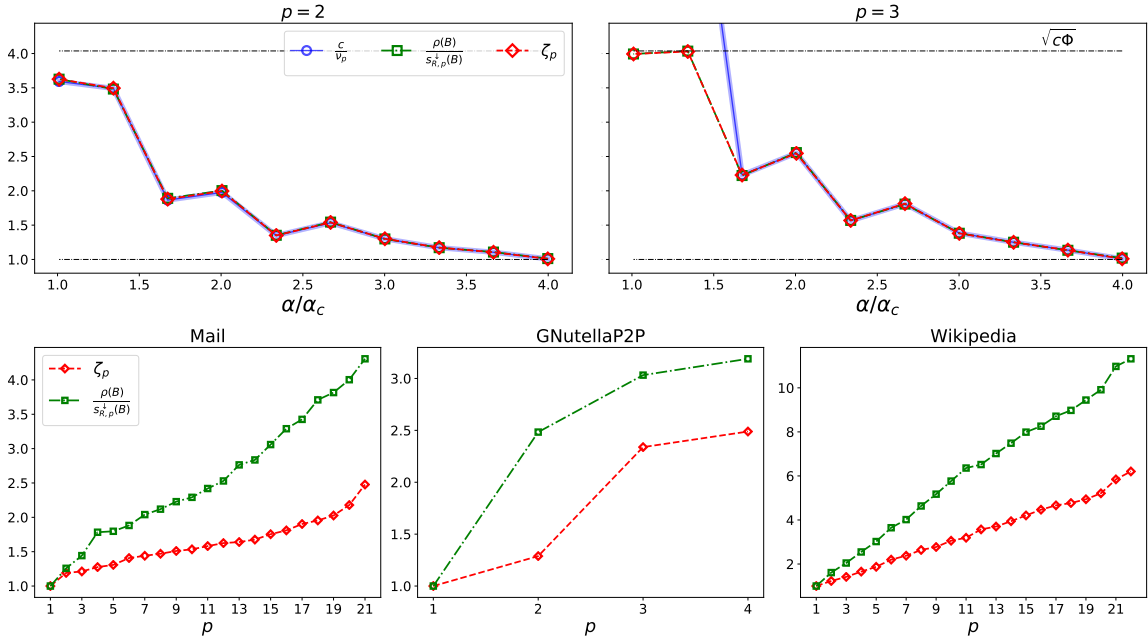 p = 2
p = 3
4.0
3.5
3.0
2.5
2.0
1.5
1.0
c/ν_p
ρ(B)/s^↓_{R,p}(B)
ζ_p
√cΦ
1.0 1.5 2.0 2.5 3.0 3.5 4.0
1.0 1.5 2.0 2.5 3.0 3.5 4.0
α/α_c
α/α_c
Mail
GNutellaP2P
Wikipedia
4.0
3.5
3.0
2.5
2.0
1.5
1.0
ζ_p
ρ(B)/s^↓_{R,p}(B)
1 3 5 7 9 11 13 15 17 19 21
p
3.0
2.5
2.0
1.5
1.0
1 2 3 4
p
10
8
6
4
2
1 3 5 7 9 11 13 15 17 19 21
p